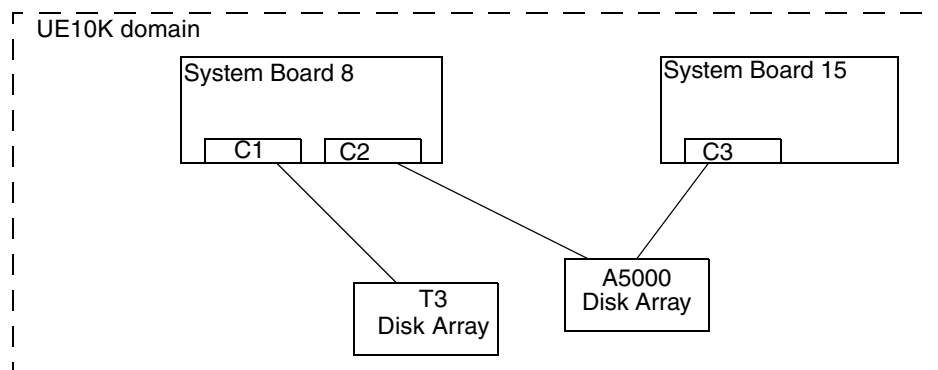 UE10K domain
System Board 8
System Board 15
C1
C2
C3
T3
Disk Array
A5000
Disk Array